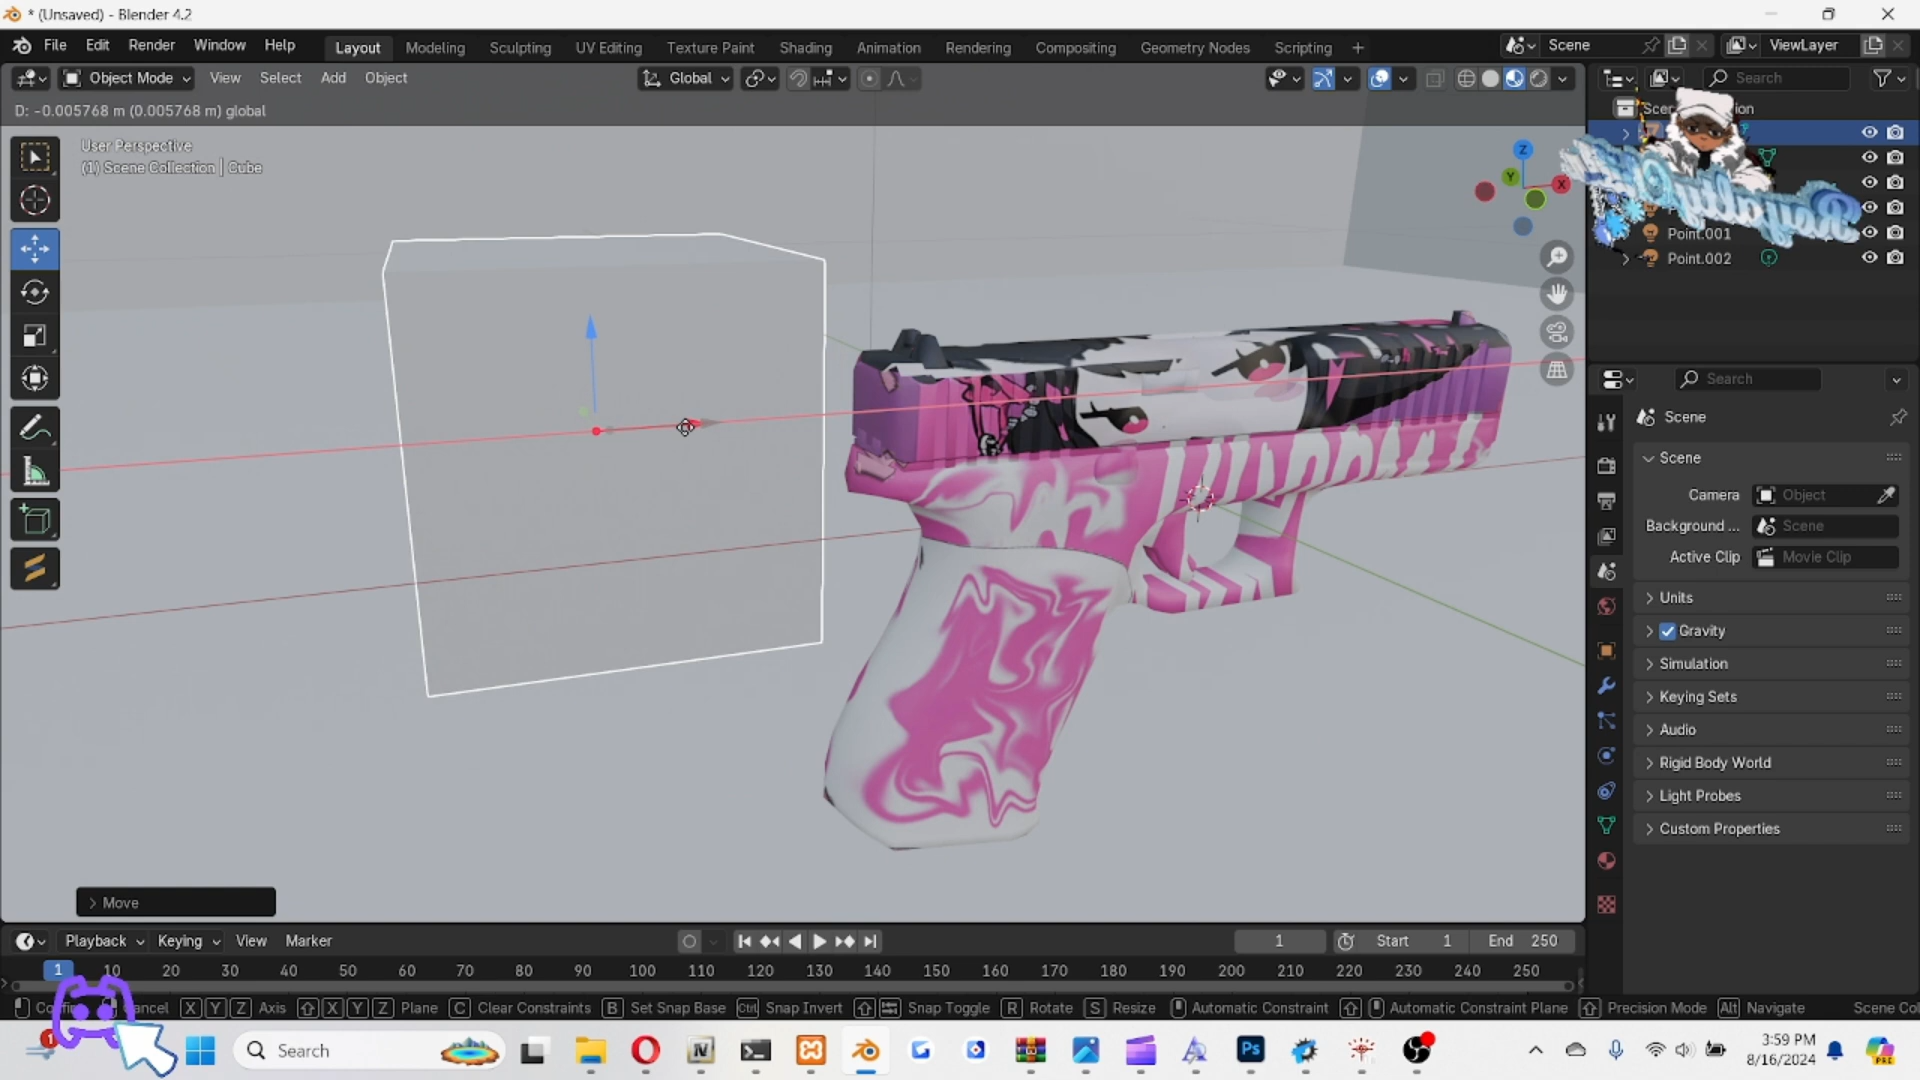 * (Unsaved) - Blender 4.2
File Edit Render Window Help
Layout Modeling Sculpting UV Editing Texture Paint Shading Animation Rendering Compositing Geometry Nodes Scripting +
Scene
ViewLayer
Object Mode View Select Add Object
Global
Search
D: -0.005768 m (0.005768 m) global
User Perspective
(1) Scene Collection | Cube
Z
Y
X
Point.001
Point.002
Royalty
Search
Scene
Scene
Camera Object
Background ... Scene
Active Clip Movie Clip
Units
Gravity
Simulation
Keying Sets
Audio
Rigid Body World
Light Probes
Custom Properties
Move
Playback Keying View Marker
1 Start 1 End 250
1 10 20 30 40 50 60 70 80 90 100 110 120 130 140 150 160 170 180 190 200 210 220 230 240 250
X Y Z Axis X Y Z Plane C Clear Constraints B Set Snap Base Ctrl Snap Invert Snap Toggle R Rotate S Resize Automatic Constraint Automatic Constraint Plane Precision Mode Alt Navigate Scene Co
1 Search Ps 3:59 PM
8/16/2024
PRE